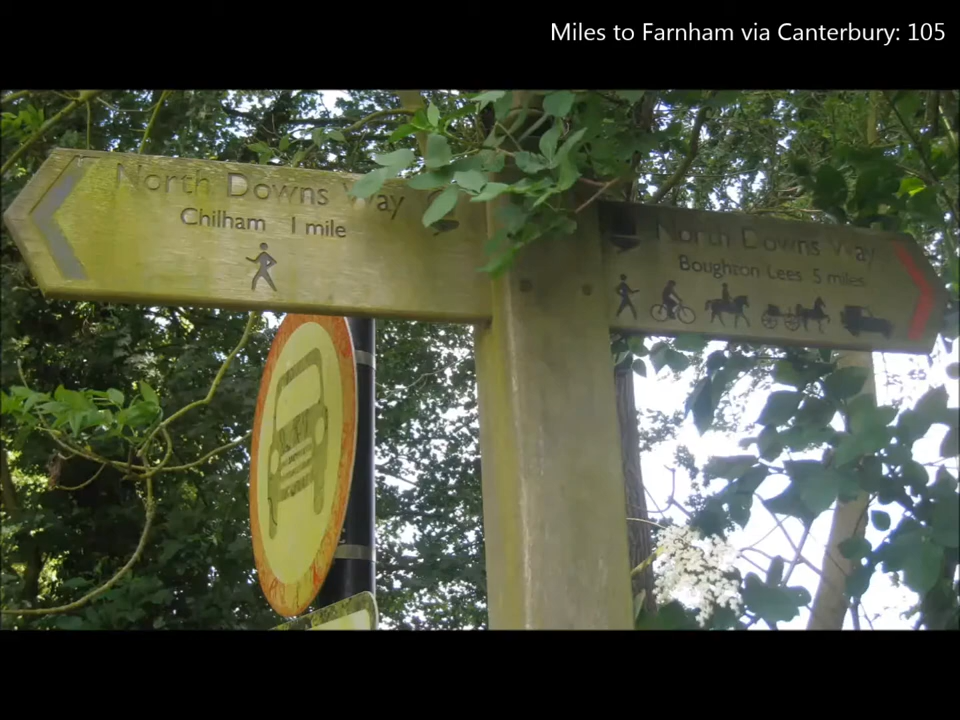 Miles to Farnham via Canterbury: 105
North Downs Way
Chilham 1 mile
North Downs Way
Boughton Lees 5 miles